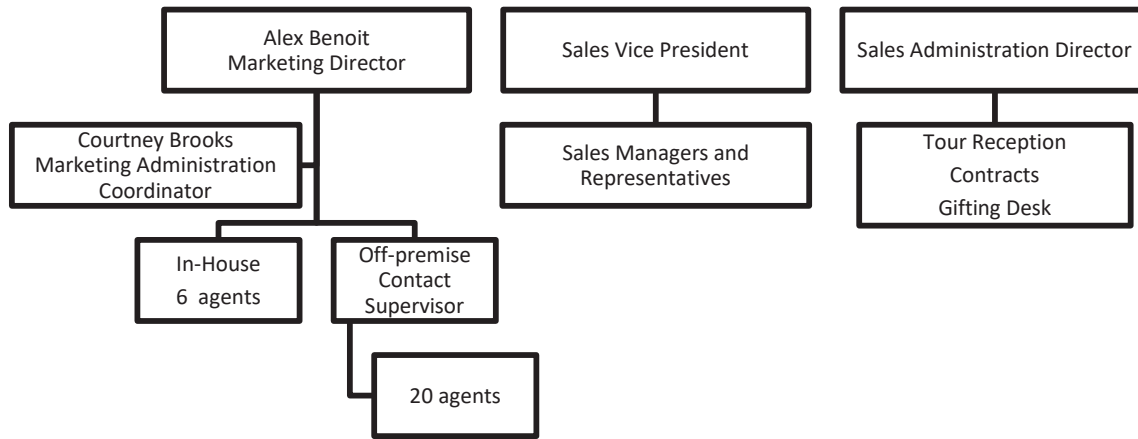 Alex Benoit
Marketing Director
Sales Vice President
Sales Administration Director
Courtney Brooks
Marketing Administration
Coordinator
Sales Managers and
Representatives
Tour Reception
Contracts
Gifting Desk
In-House
6 agents
Off-premise
Contact
Supervisor
20 agents